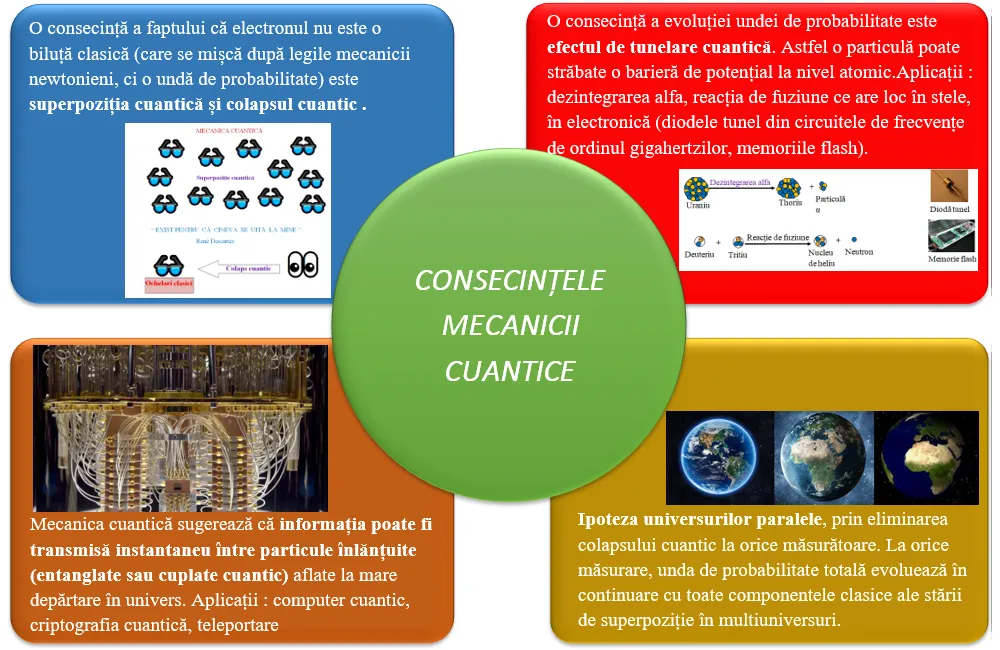 O consecință a faptului că electronul nu este o
biluță clasică (care se mișcă după legile mecanicii
newtonieni, ci o undă de probabilitate) este
superpoziția cuantică și colapsul cuantic .
MECANICA CUANTICĂ
Superpoziție cuantică
“ EXIST PENTRU CĂ CINEVA SE UITĂ LA MINE ”
René Descartes
Colaps cuantic
Ochelari clasici
O consecință a evoluției undei de probabilitate este
efectul de tunelare cuantică. Astfel o particulă poate
străbate o barieră de potențial la nivel atomic.Aplicații :
dezintegrarea alfa, reacția de fuziune ce are loc în stele,
în electronică (diodele tunel din circuitele de frecvențe
de ordinul gigahertzilor, memoriile flash).
Dezintegrarea alfa
+
Uraniu
Thoriu
Particulă
α
Diodă tunel
Reacție de fuziune
+
+
Deuteriu
Tritiu
Nucleu
de heliu
Neutron
Memorie flash
CONSECINȚELE
MECANICII
CUANTICE
Mecanica cuantică sugerează că informația poate fi
transmisă instantaneu între particule înlănțuite
(entanglate sau cuplate cuantic) aflate la mare
depărtare în univers. Aplicații : computer cuantic,
criptografia cuantică, teleportare
Ipoteza universurilor paralele, prin eliminarea
colapsului cuantic la orice măsurătoare. La orice
măsurare, unda de probabilitate totală evoluează în
continuare cu toate componentele clasice ale stării
de superpoziție în multiuniversuri.